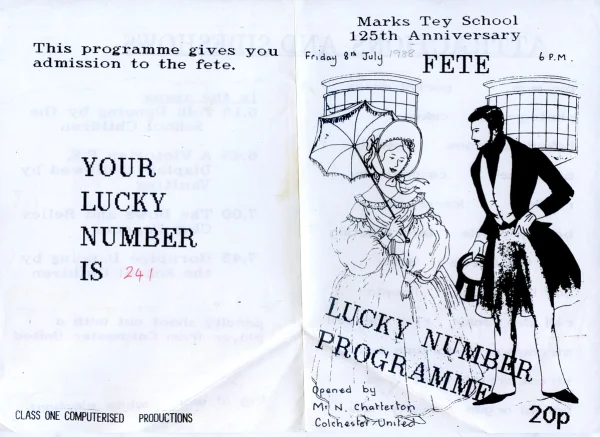 This programme gives you
admission to the fete.
YOUR
LUCKY
NUMBER
IS 241
CLASS ONE COMPUTERISED PRODUCTIONS
Marks Tey School
125th Anniversary
Friday 8th July 1988
FETE
6 P.M.
LUCKY NUMBER
PROGRAMME
Opened by
Mr N. Chatterton
Colchester United
20p